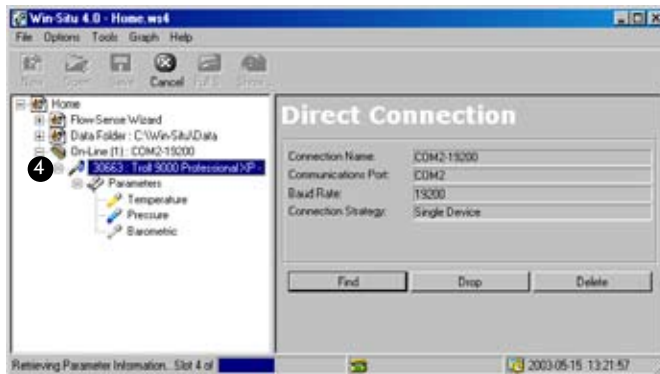 Win-Situ 4.0 - Home.ws4
File Options Tools Graph Help
New Open Save Cancel Full S Show...
Home
Flow-Sense Wizard
Data Folder : C:\Win-Situ\Data
On-Line (1) : COM2-19200
4
30663 : Troll 9000 Professional XP -
Parameters
Temperature
Pressure
Barometric
Direct Connection
Connection Name: COM2-19200
Communications Port: COM2
Baud Rate: 19200
Connection Strategy: Single Device
Find Drop Delete
Retrieving Parameter Information... Slot 4 of
2003-05-15 13:21:57